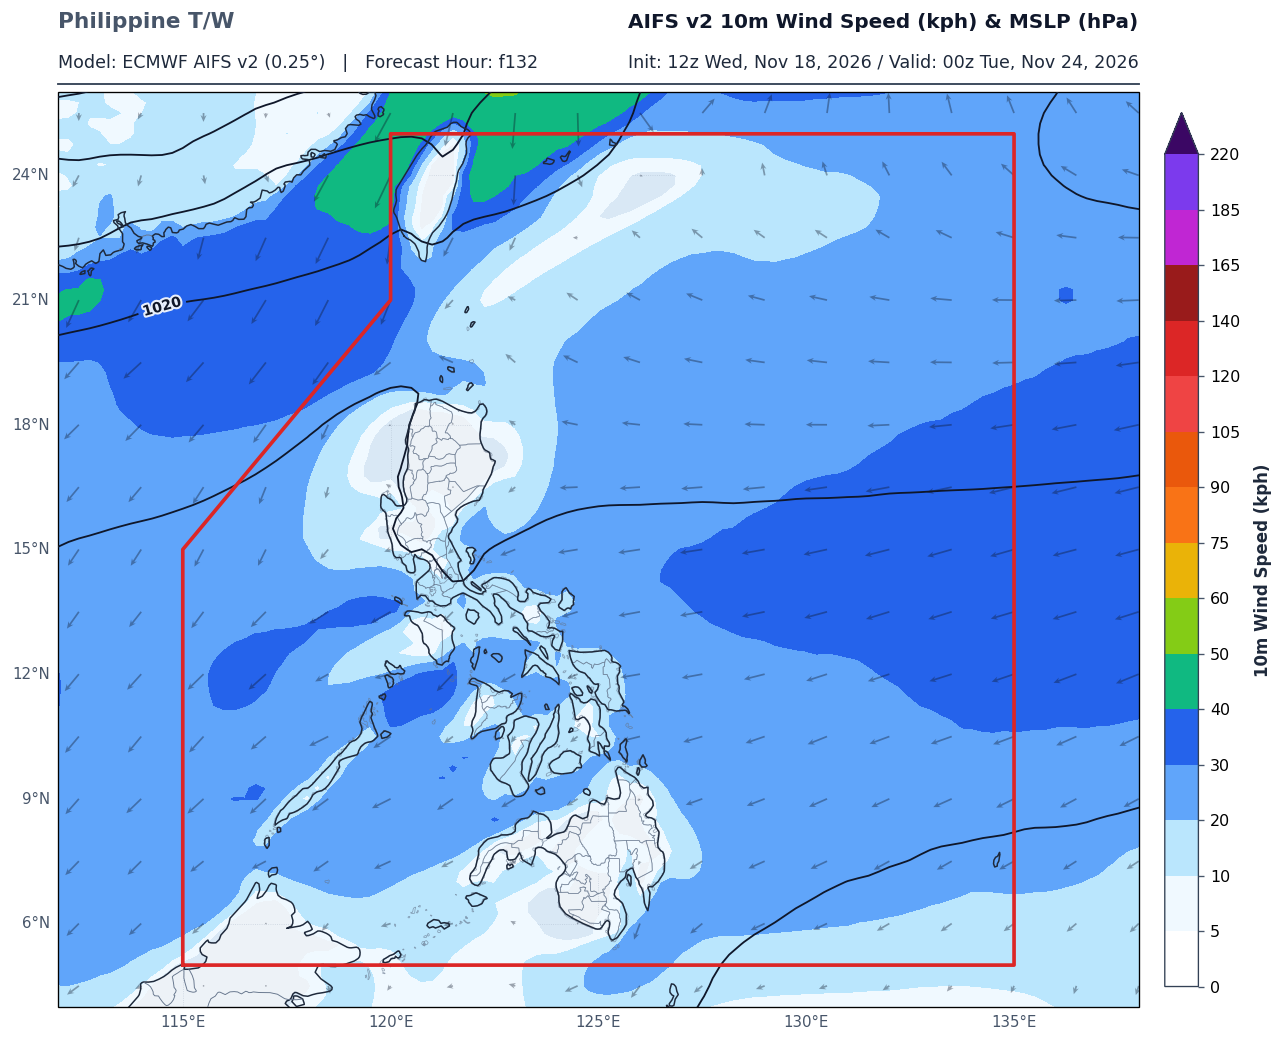 Philippine T/W
AIFS v2 10m Wind Speed (kph) & MSLP (hPa)
Model: ECMWF AIFS v2 (0.25°) | Forecast Hour: f132
Init: 12z Wed, Nov 18, 2026 / Valid: 00z Tue, Nov 24, 2026
24°N
21°N
18°N
15°N
12°N
9°N
6°N
1020
115°E
120°E
125°E
130°E
135°E
220
185
165
140
120
105
90
75
60
50
40
30
20
10
5
0
10m Wind Speed (kph)